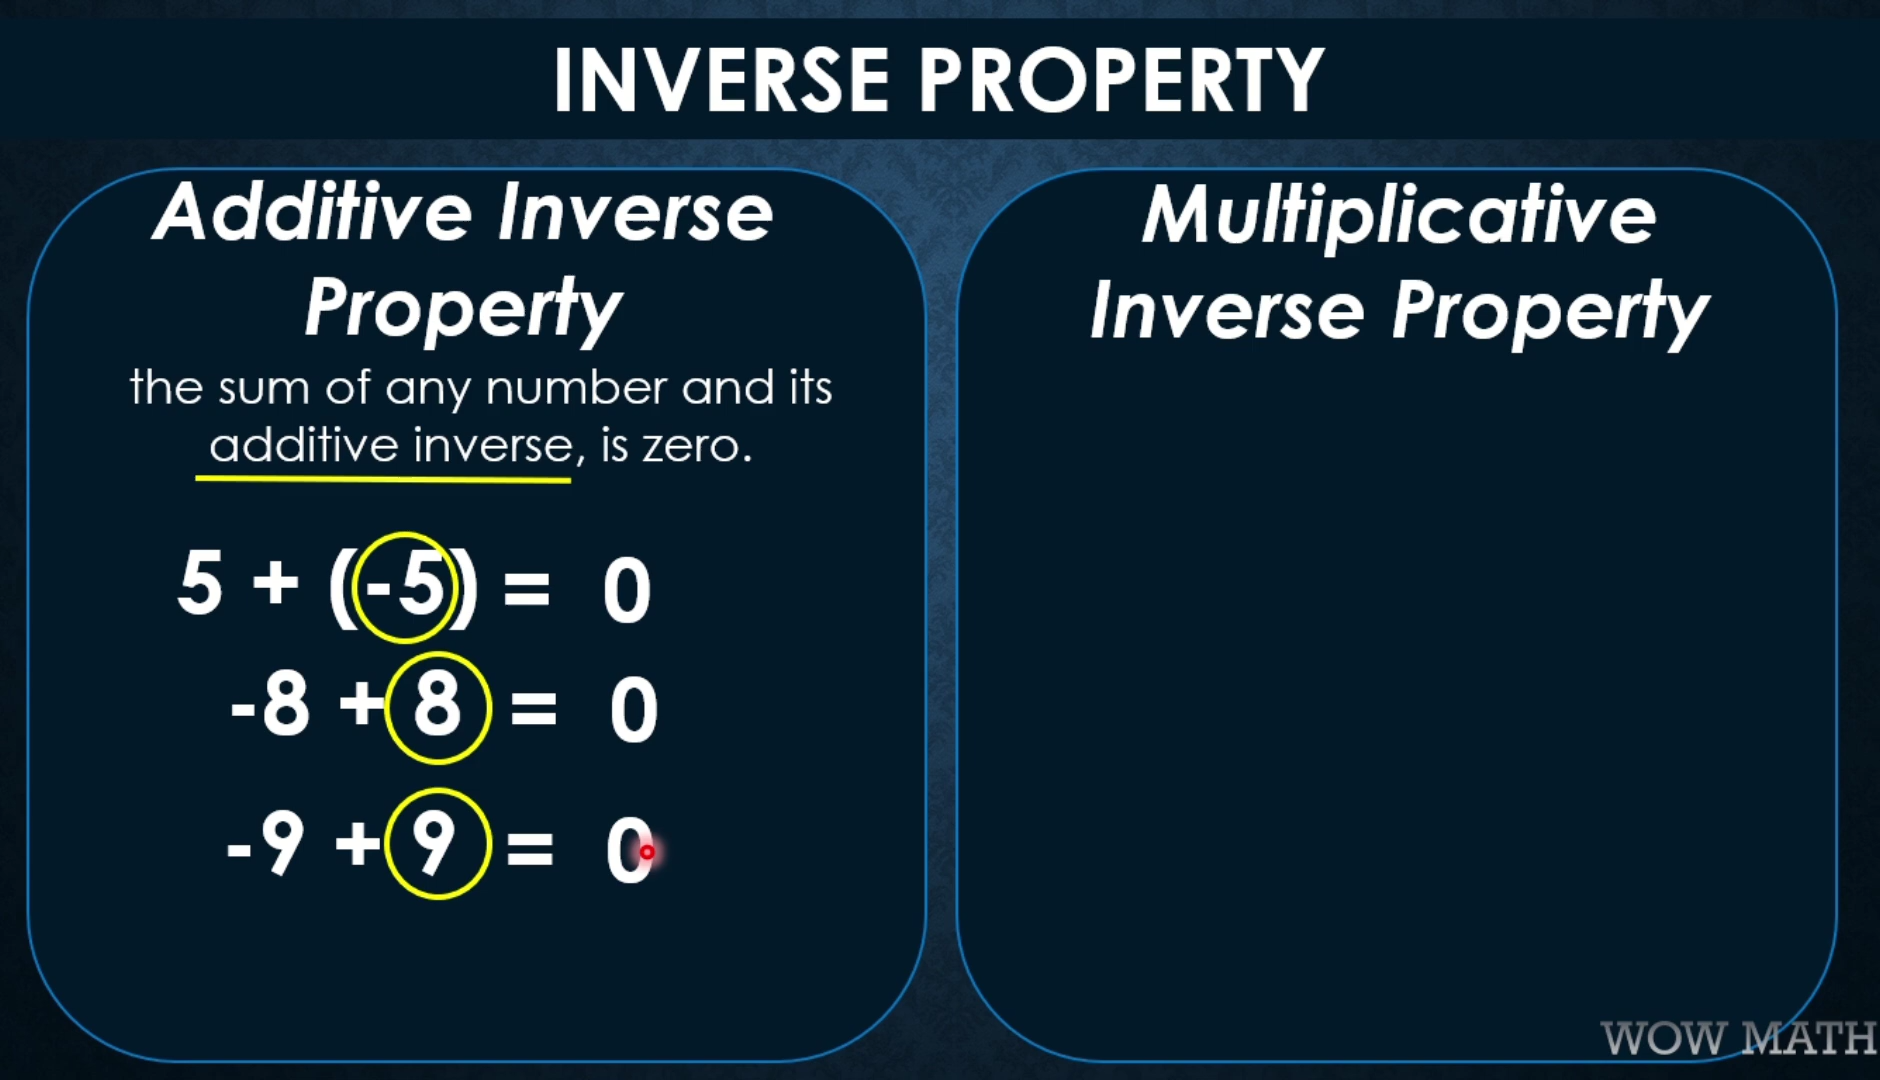 INVERSE PROPERTY
Additive Inverse
Property
the sum of any number and its
additive inverse, is zero.
5 + (-5) = 0
-8 + 8 = 0
-9 + 9 = 0
Multiplicative
Inverse Property
WOW MATH